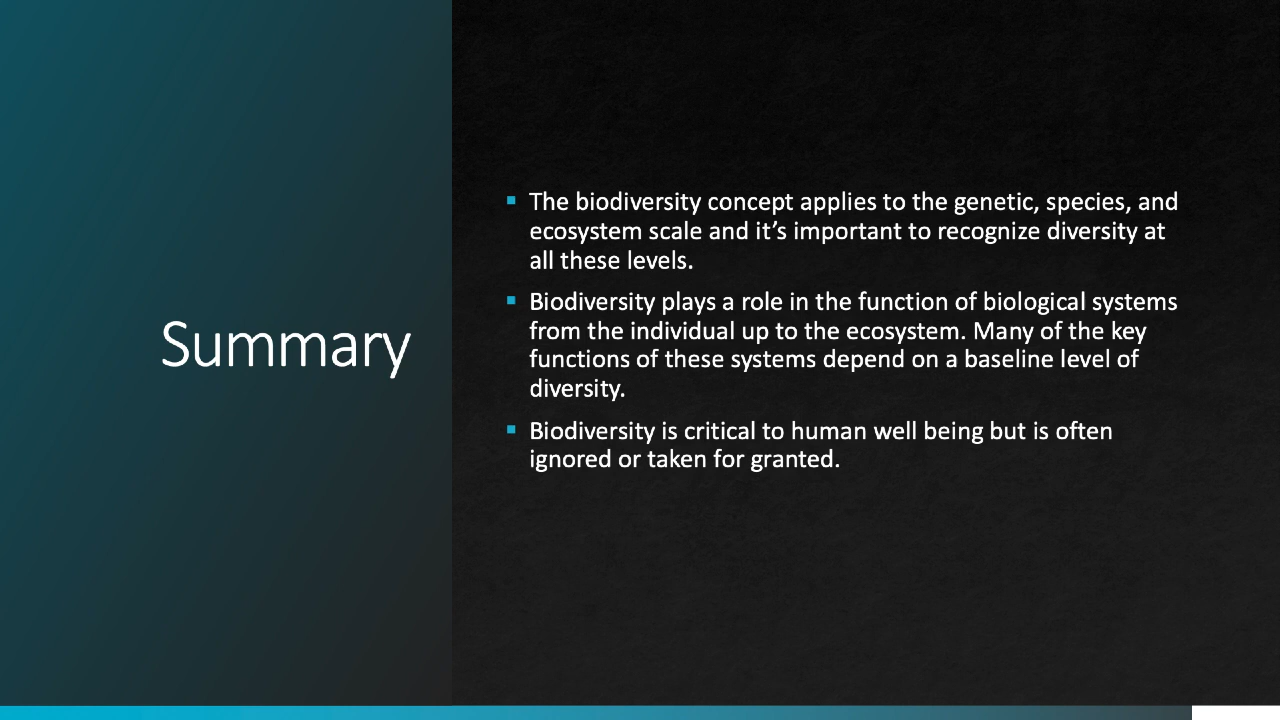 Summary
▪ The biodiversity concept applies to the genetic, species, and
ecosystem scale and it’s important to recognize diversity at
all these levels.
▪ Biodiversity plays a role in the function of biological systems
from the individual up to the ecosystem. Many of the key
functions of these systems depend on a baseline level of
diversity.
▪ Biodiversity is critical to human well being but is often
ignored or taken for granted.